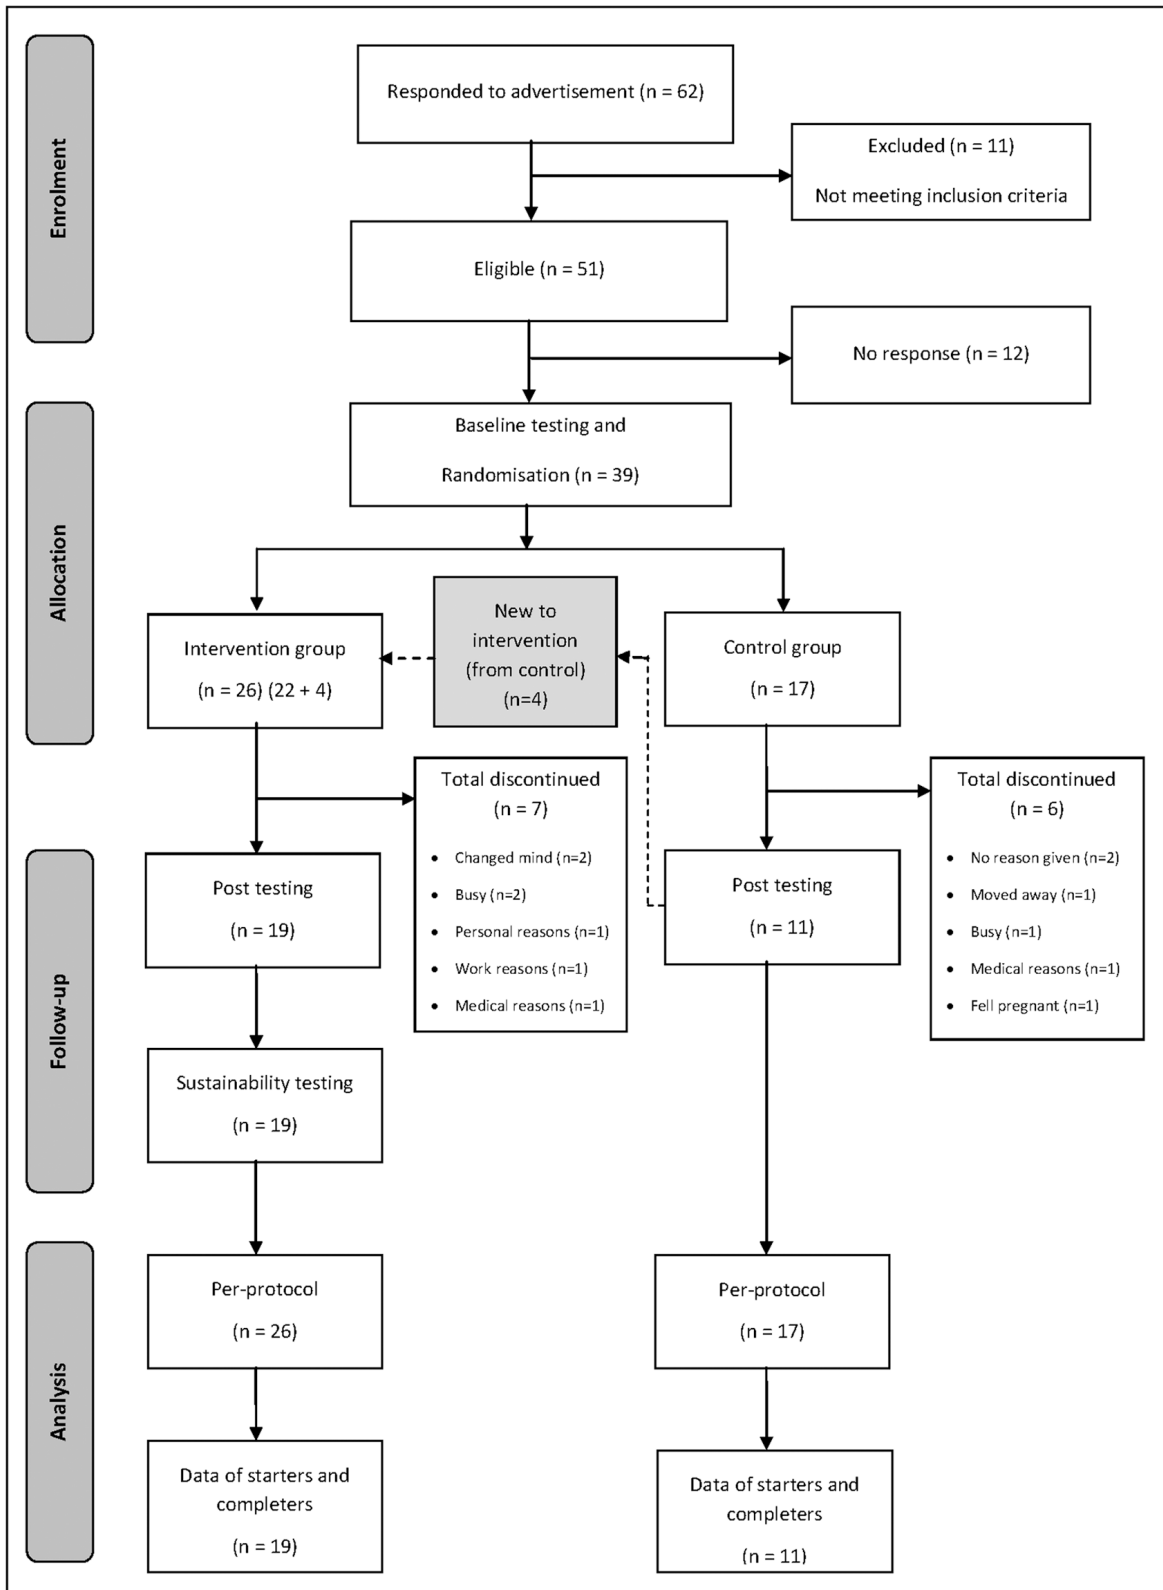 Enrolment
Responded to advertisement (n = 62)
Excluded (n = 11)
Not meeting inclusion criteria
Eligible (n = 51)
No response (n = 12)
Allocation
Baseline testing and
Randomisation (n = 39)
New to
intervention
(from control)
(n=4)
Intervention group
(n = 26) (22 + 4)
Control group
(n = 17)
Total discontinued
(n = 7)
• Changed mind (n=2)
• Busy (n=2)
• Personal reasons (n=1)
• Work reasons (n=1)
• Medical reasons (n=1)
Total discontinued
(n = 6)
• No reason given (n=2)
• Moved away (n=1)
• Busy (n=1)
• Medical reasons (n=1)
• Fell pregnant (n=1)
Follow-up
Post testing
(n = 19)
Post testing
(n = 11)
Sustainability testing
(n = 19)
Analysis
Per-protocol
(n = 26)
Per-protocol
(n = 17)
Data of starters and
completers
(n = 19)
Data of starters and
completers
(n = 11)